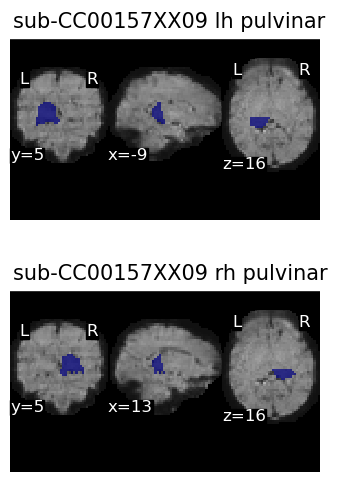 sub-CC00157XX09 lh pulvinar
L R L R
y=5 x=-9 z=16
sub-CC00157XX09 rh pulvinar
L R L R
y=5 x=13 z=16